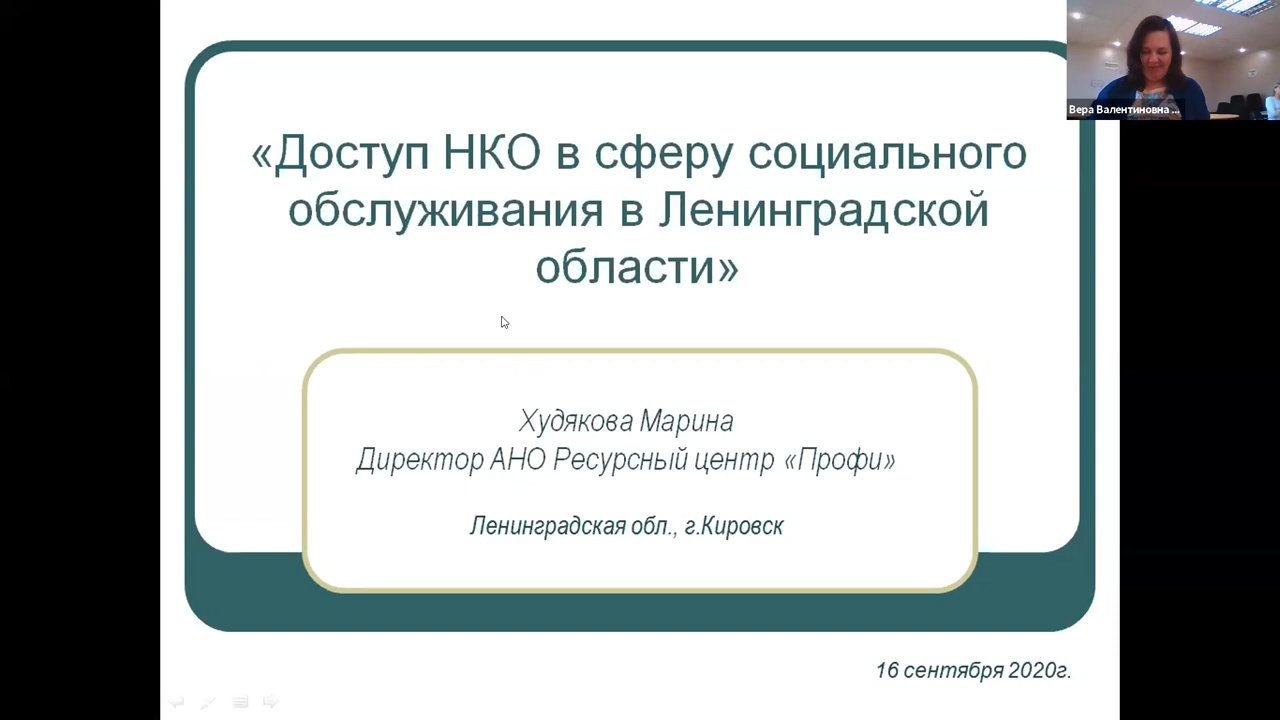 Вера Валентиновна ...
«Доступ НКО в сферу социального
обслуживания в Ленинградской
области»
Худякова Марина
Директор АНО Ресурсный центр «Профи»
Ленинградская обл., г.Кировск
16 сентября 2020г.